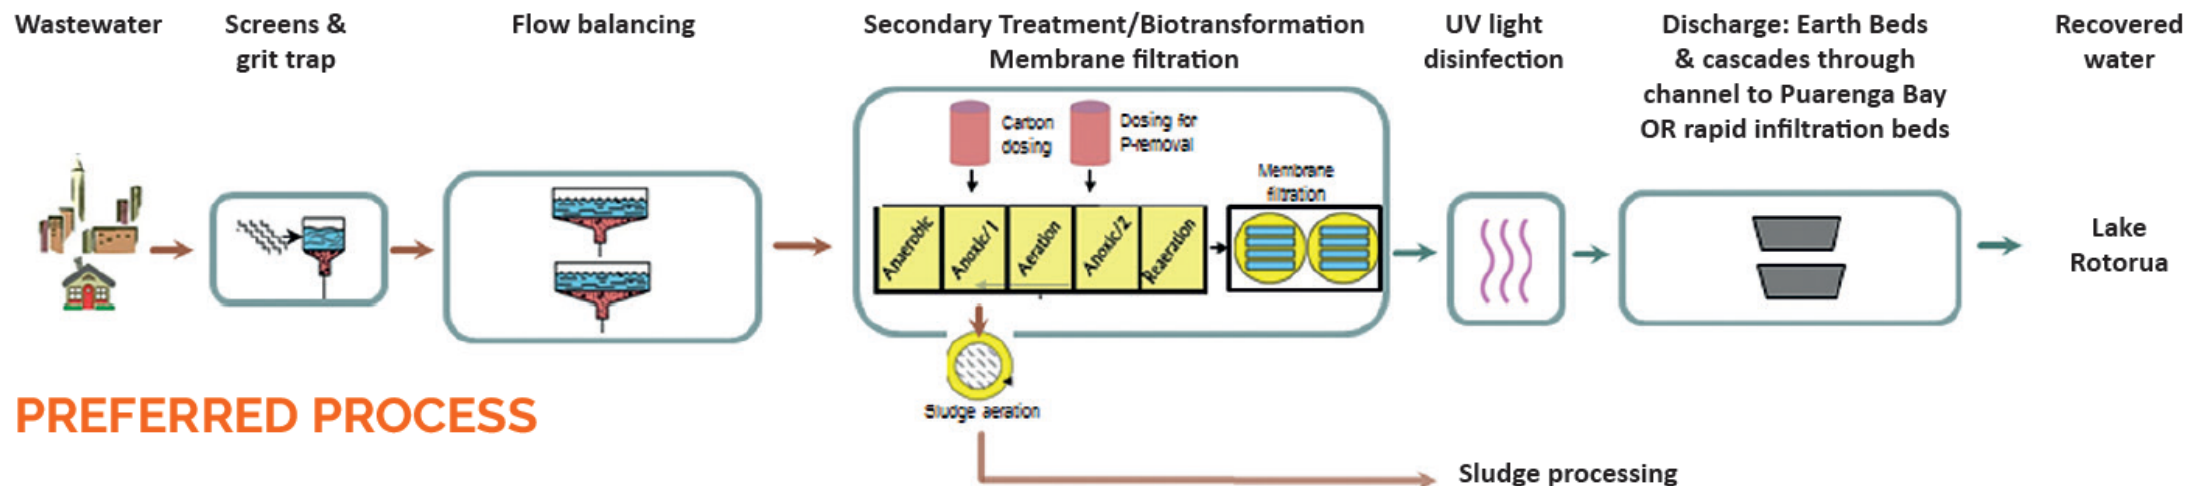 Wastewater
Screens &
grit trap
Flow balancing
Secondary Treatment/Biotransformation
Membrane filtration
UV light
disinfection
Discharge: Earth Beds
& cascades through
channel to Puarenga Bay
OR rapid infiltration beds
Recovered
water
Carbon
dosing
Dosing for
P-removal
Membrane
filtration
Anaerobic
Anoxic/1
Aeration
Anoxic/2
Reaeration
Lake
Rotorua
Sludge aeration
PREFERRED PROCESS
Sludge processing